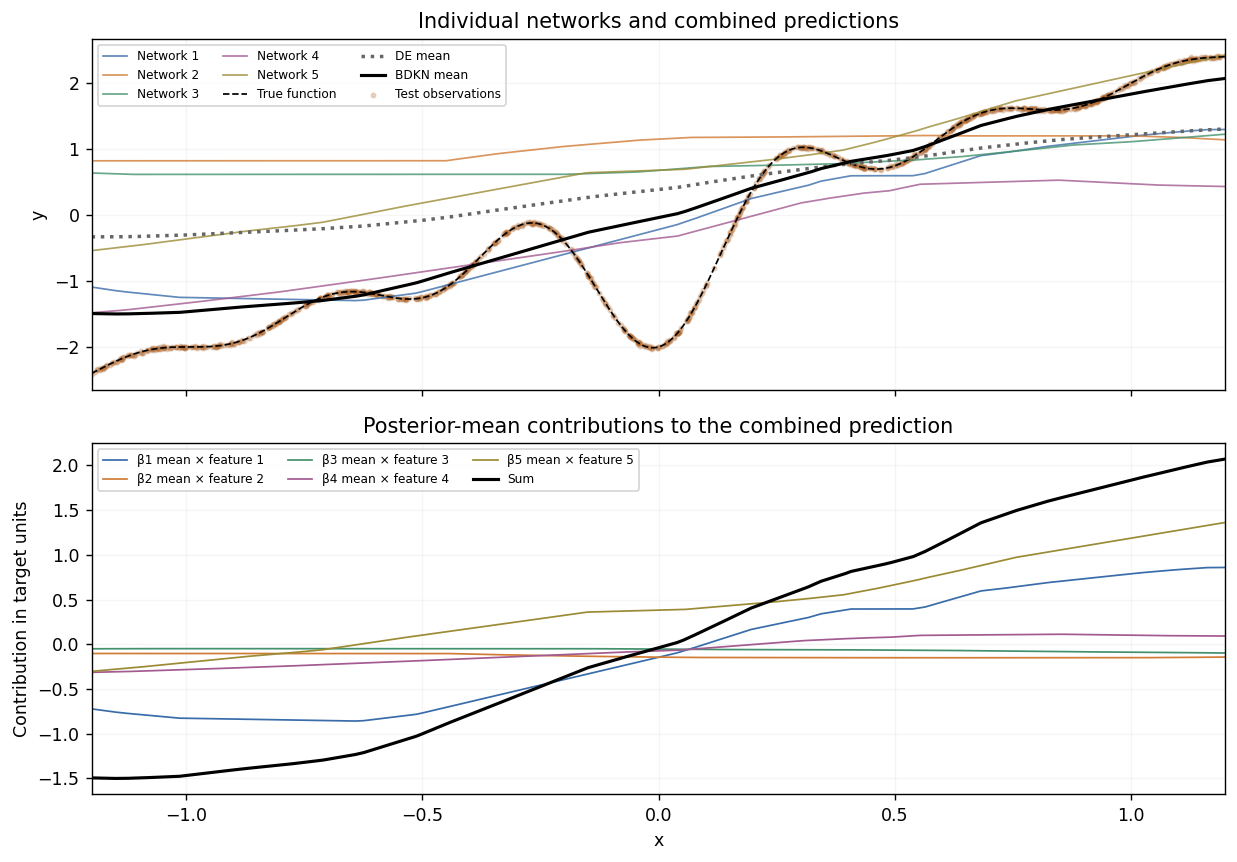 Individual networks and combined predictions
Network 1
Network 2
Network 3
Network 4
Network 5
True function
DE mean
BDKN mean
Test observations
y
2
1
0
−1
−2
Posterior-mean contributions to the combined prediction
β1 mean × feature 1
β2 mean × feature 2
β3 mean × feature 3
β4 mean × feature 4
β5 mean × feature 5
Sum
Contribution in target units
2.0
1.5
1.0
0.5
0.0
−0.5
−1.0
−1.5
−1.0
−0.5
0.0
0.5
1.0
x